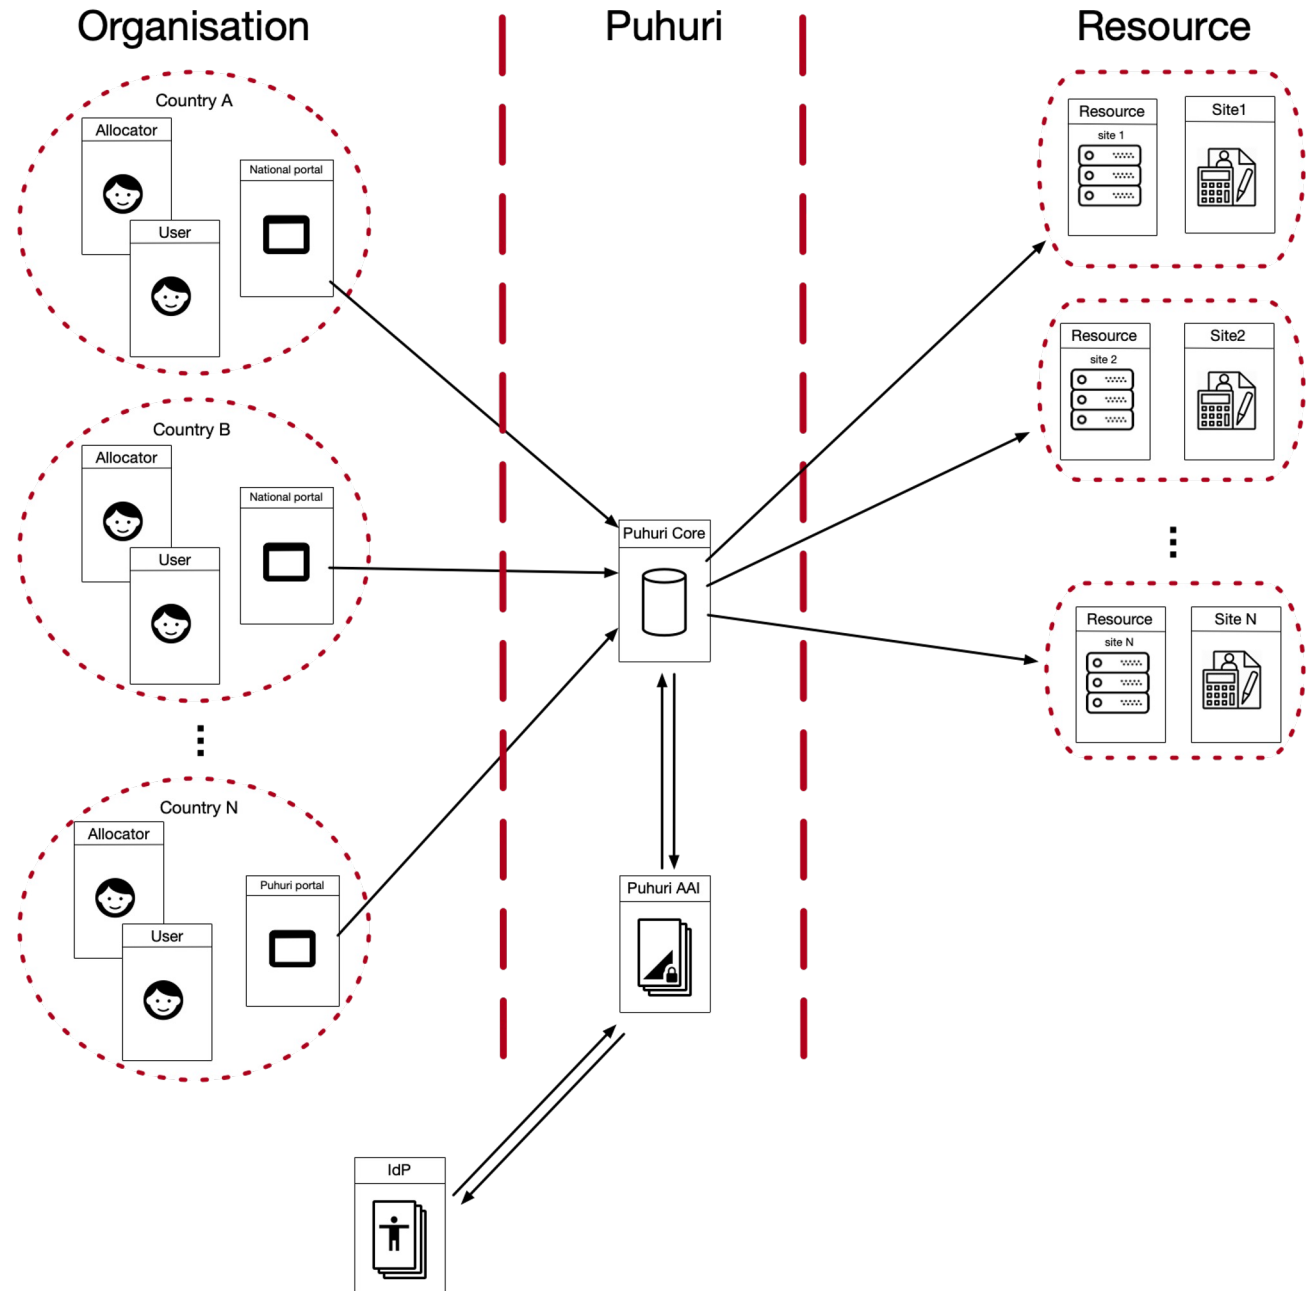 Organisation
Puhuri
Resource
Country A
Allocator
User
National portal
Country B
Allocator
User
National portal
Country N
Allocator
User
Puhuri portal
Puhuri Core
Puhuri AAI
IdP
Resource
site 1
Site1
Resource
site 2
Site2
Resource
site N
Site N